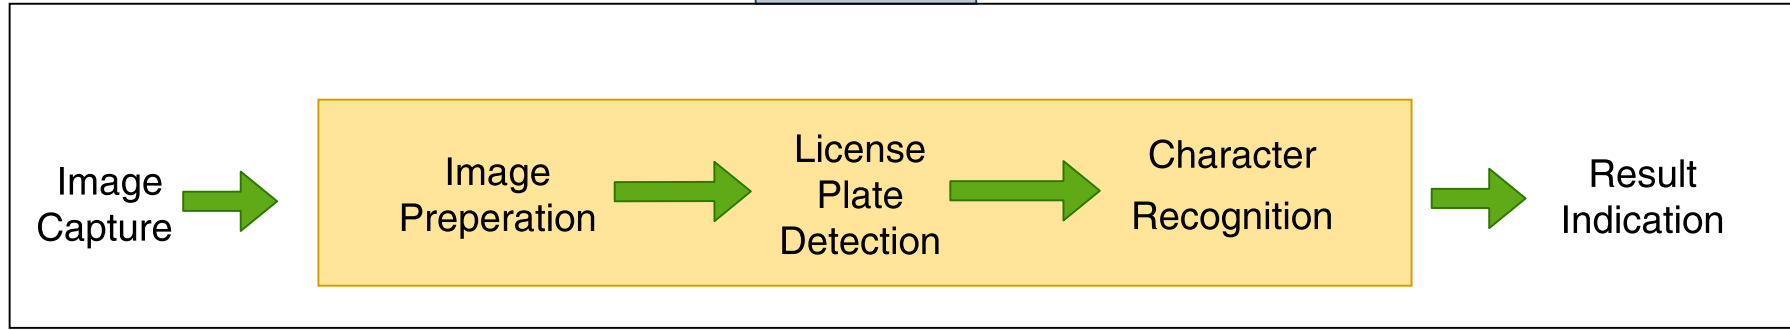 Image
Capture
Image
Preperation
License
Plate
Detection
Character
Recognition
Result
Indication